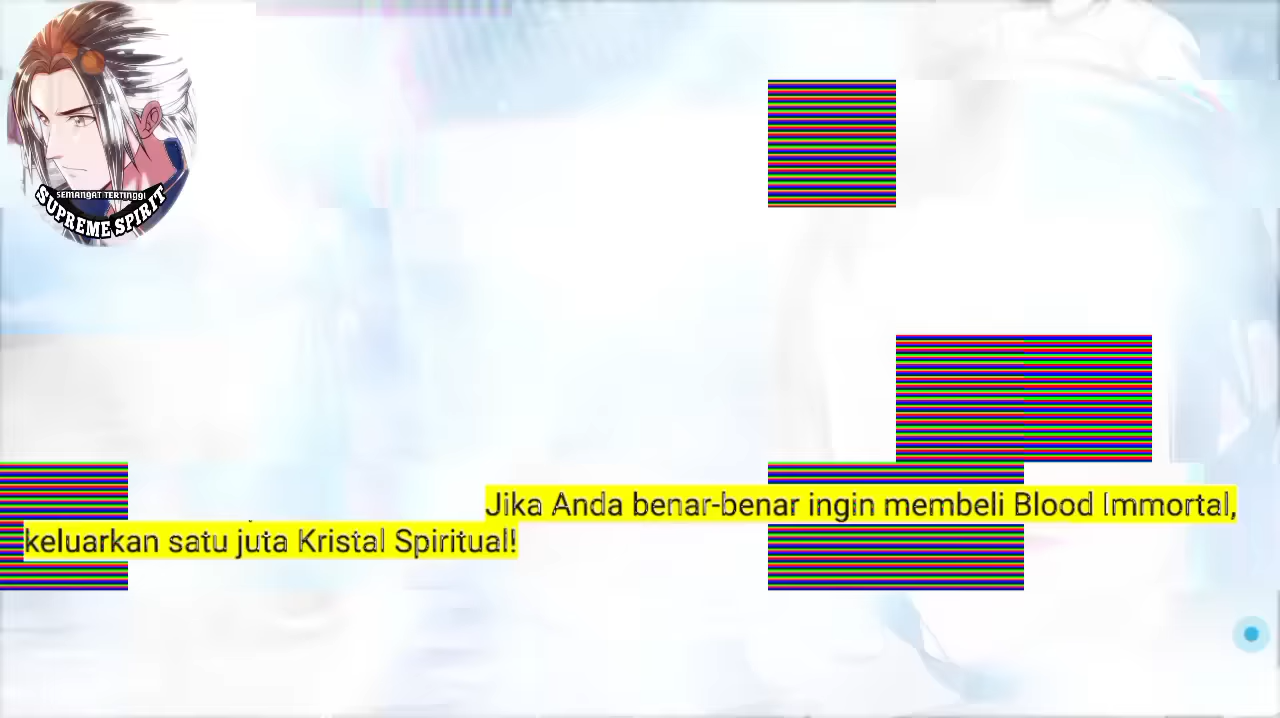 SEMANGAT TERTINGGI
SUPREME SPIRIT
Jika Anda benar-benar ingin membeli Blood Immortal,
keluarkan satu juta Kristal Spiritual!